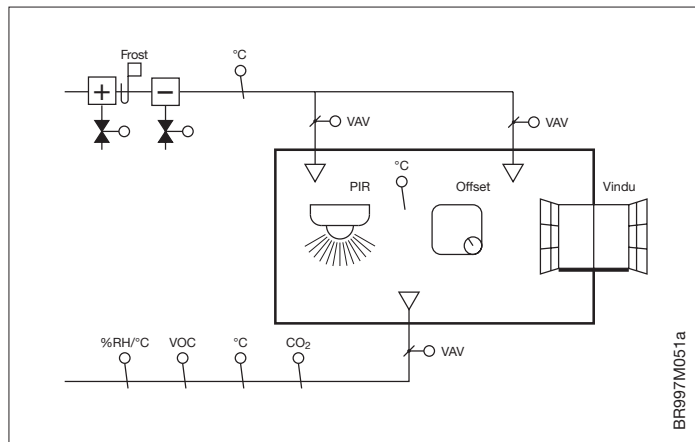 Frost
°C
+
−
VAV
VAV
°C
PIR
Offset
Vindu
%RH/°C
VOC
°C
CO₂
VAV
BR997M051a